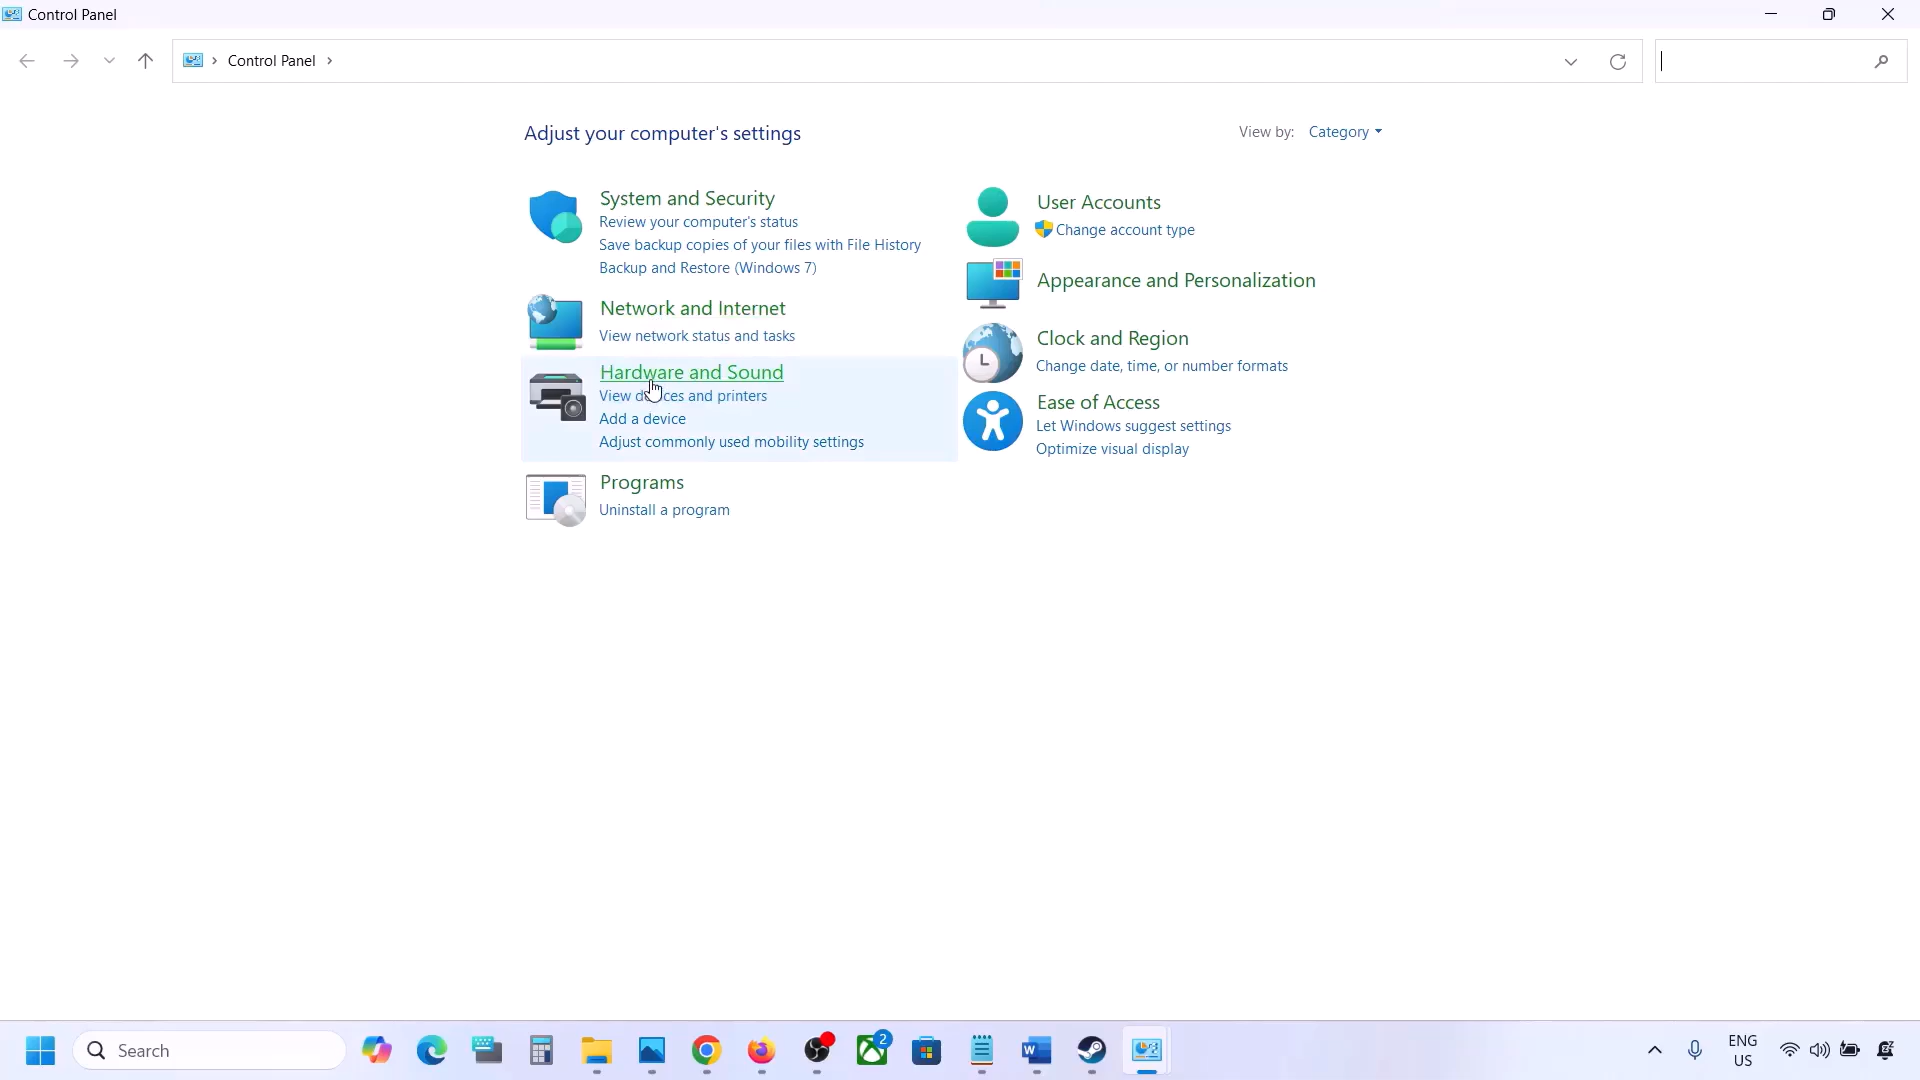 Control Panel
Control Panel
Adjust your computer's settings
View by: Category
System and Security
Review your computer's status
Save backup copies of your files with File History
Backup and Restore (Windows 7)
Network and Internet
View network status and tasks
Hardware and Sound
View devices and printers
Add a device
Adjust commonly used mobility settings
Programs
Uninstall a program
User Accounts
Change account type
Appearance and Personalization
Clock and Region
Change date, time, or number formats
Ease of Access
Let Windows suggest settings
Optimize visual display
Search
2
ENG
US